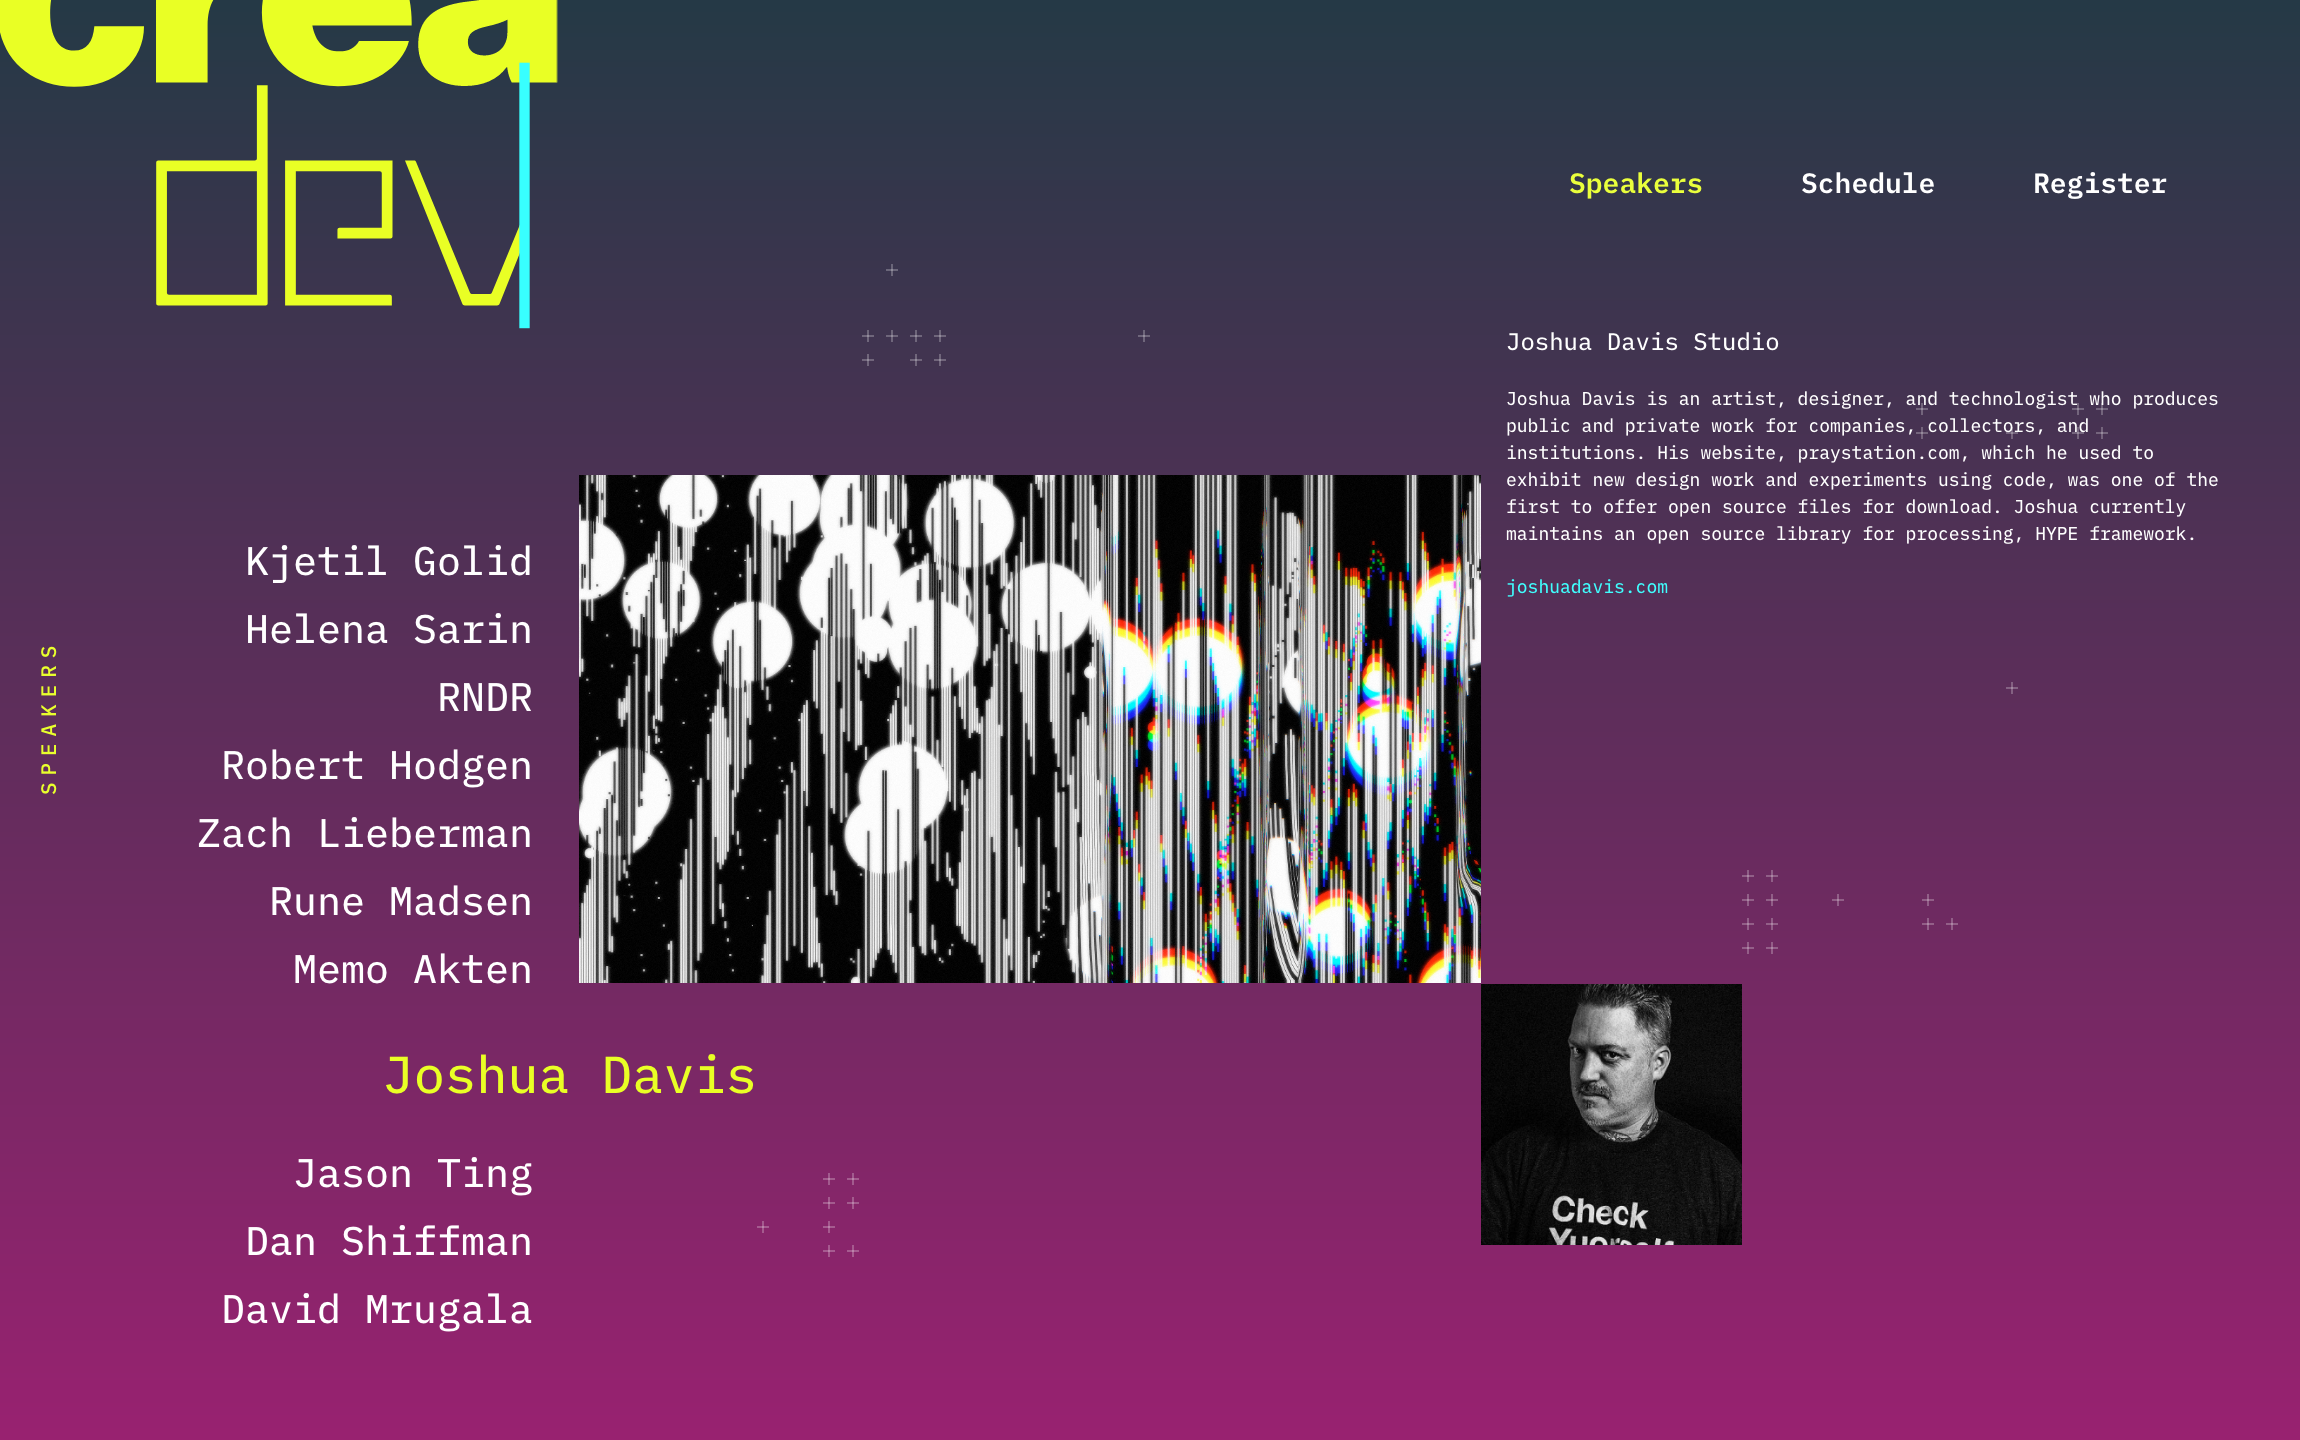 crea
dev
Speakers
Schedule
Register
Joshua Davis Studio
Joshua Davis is an artist, designer, and technologist who produces
public and private work for companies, collectors, and
institutions. His website, praystation.com, which he used to
exhibit new design work and experiments using code, was one of the
first to offer open source files for download. Joshua currently
maintains an open source library for processing, HYPE framework.
joshuadavis.com
SPEAKERS
Kjetil Golid
Helena Sarin
RNDR
Robert Hodgen
Zach Lieberman
Rune Madsen
Memo Akten
Joshua Davis
Jason Ting
Dan Shiffman
David Mrugala
Check